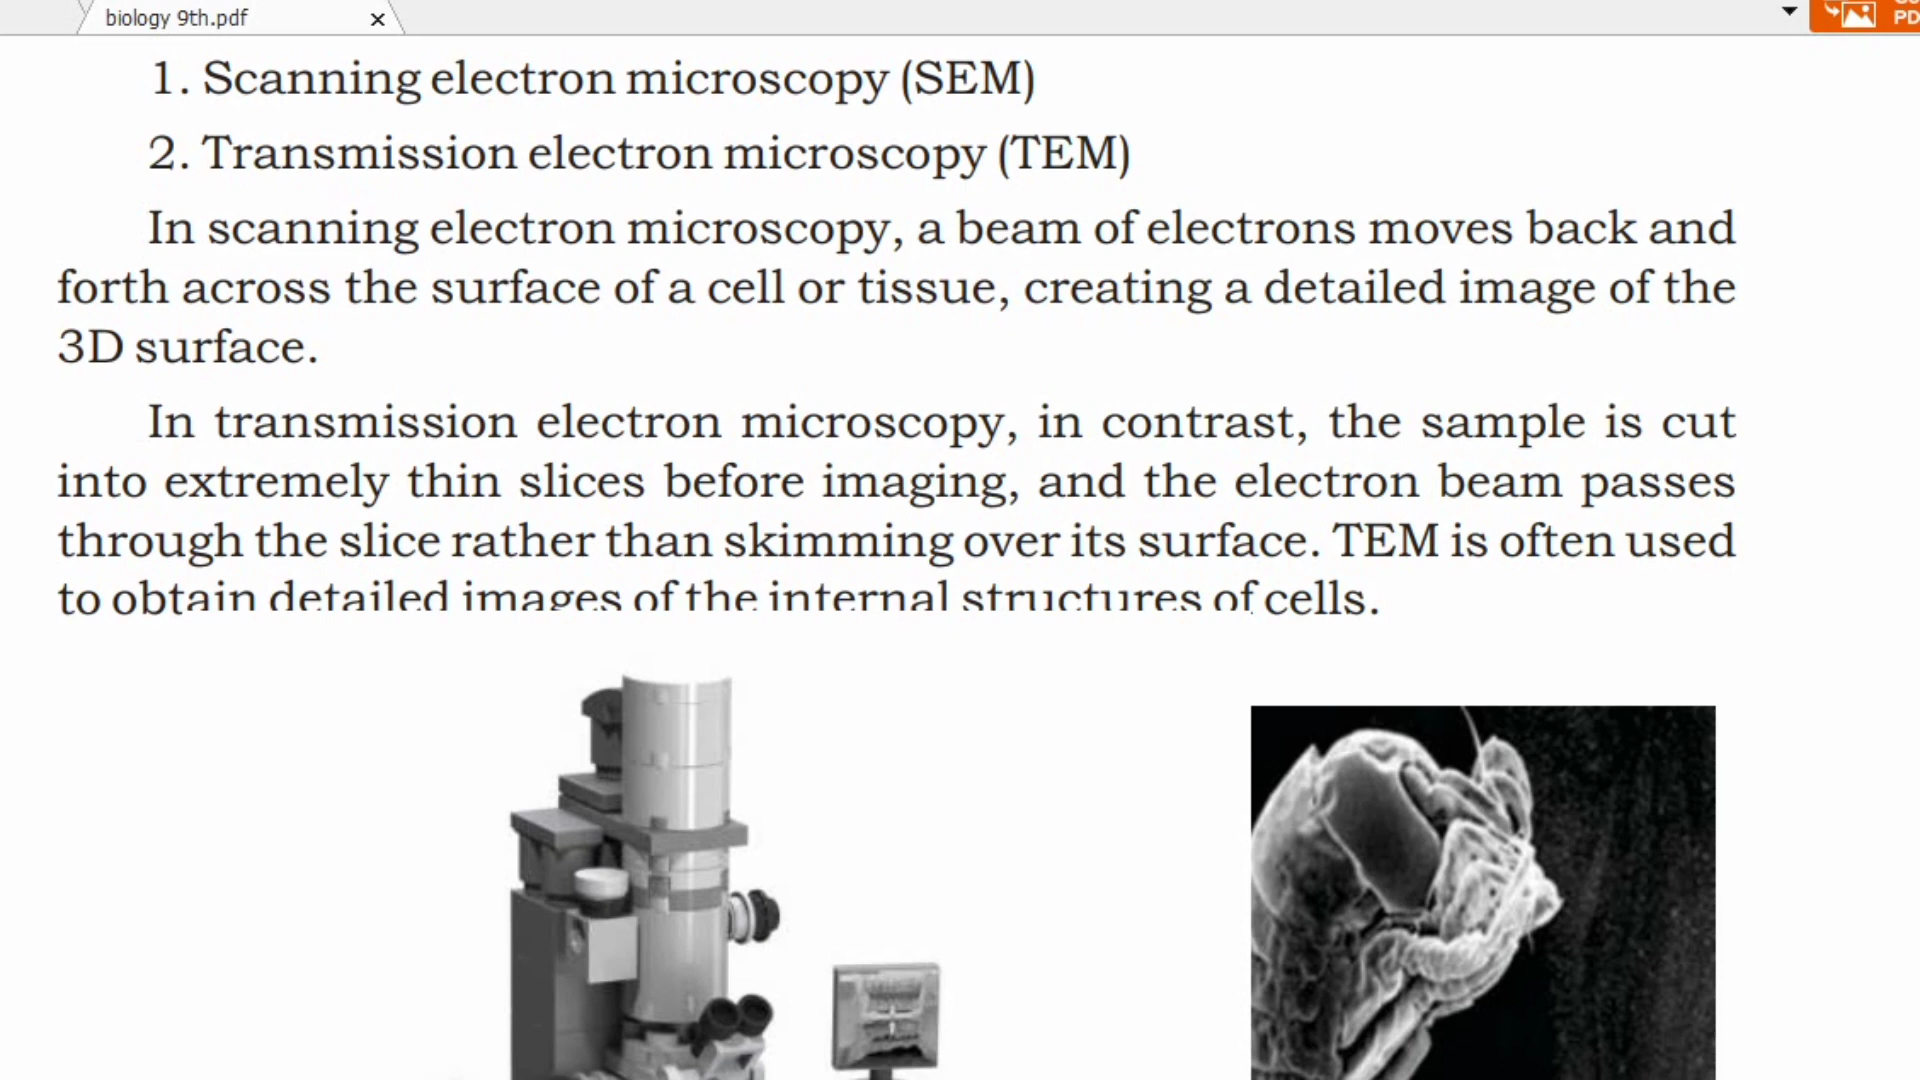 biology 9th.pdf
PD
1. Scanning electron microscopy (SEM)
2. Transmission electron microscopy (TEM)
In scanning electron microscopy, a beam of electrons moves back and
forth across the surface of a cell or tissue, creating a detailed image of the
3D surface.
In transmission electron microscopy, in contrast, the sample is cut
into extremely thin slices before imaging, and the electron beam passes
through the slice rather than skimming over its surface. TEM is often used
to obtain detailed images of the internal structures of cells.